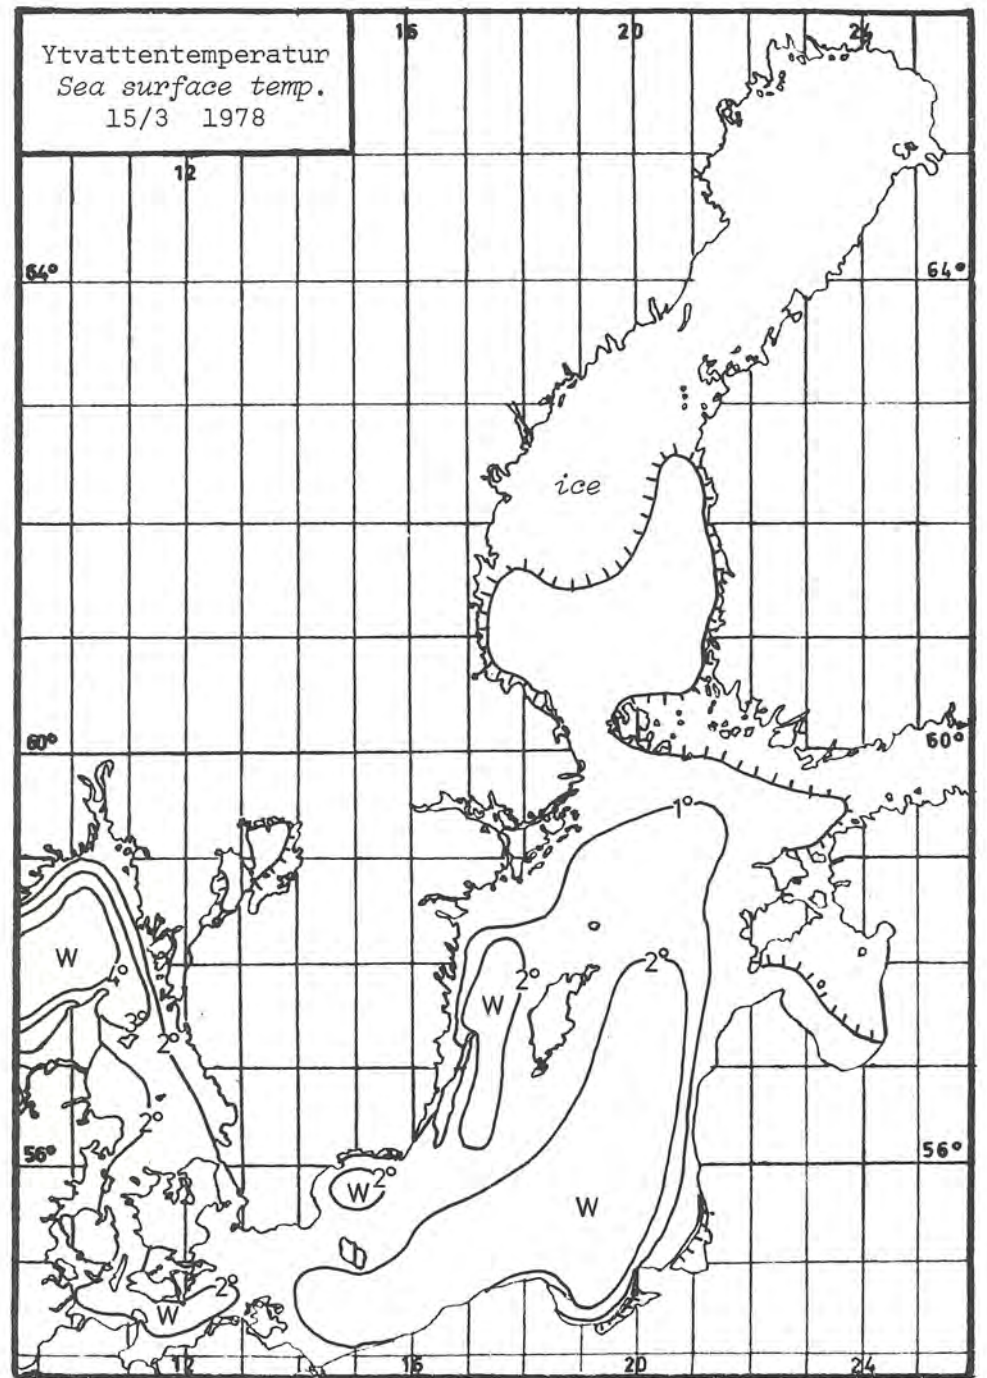 Ytvattentemperatur
Sea surface temp.
15/3 1978
16 20 24
12
64° 64°
ice
60° 60°
1°
W 4° 2° 2°
W
3° 2°
2°
56° 56°
W 2°
W
2°
W
12 16 20 24